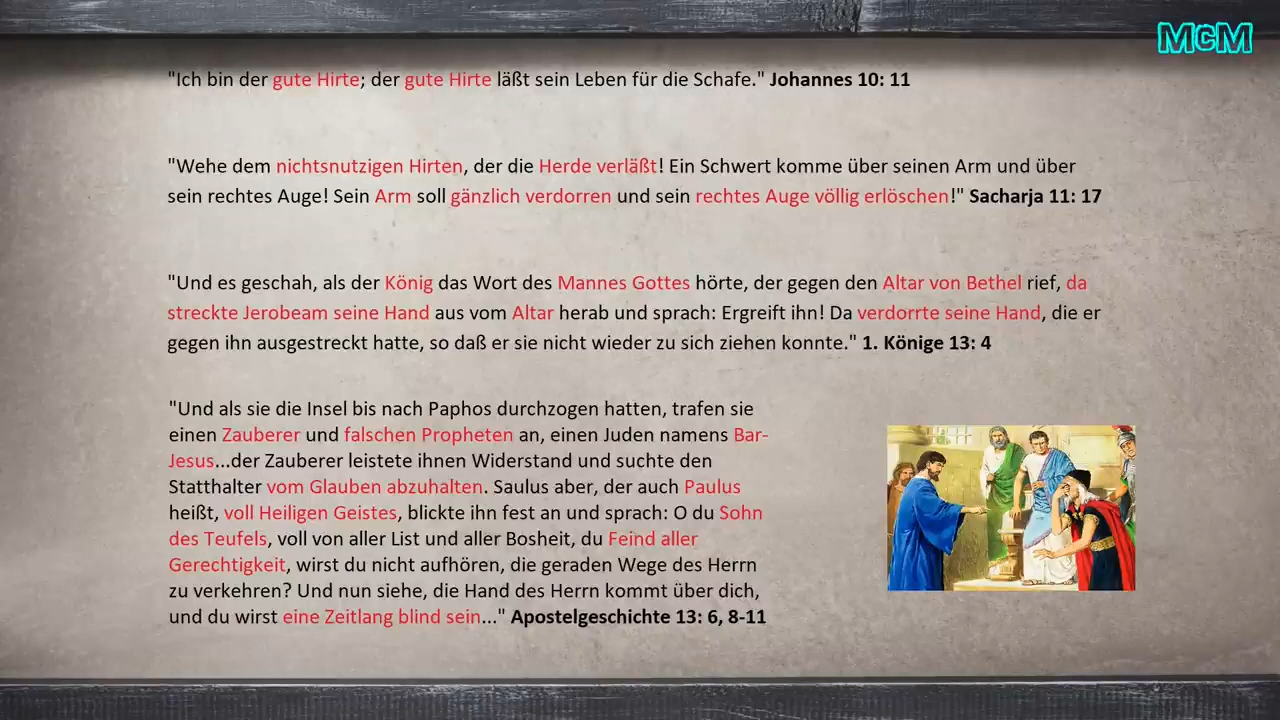 McM
"Ich bin der gute Hirte; der gute Hirte läßt sein Leben für die Schafe." Johannes 10: 11
"Wehe dem nichtsnutzigen Hirten, der die Herde verläßt! Ein Schwert komme über seinen Arm und über
sein rechtes Auge! Sein Arm soll gänzlich verdorren und sein rechtes Auge völlig erlöschen!" Sacharja 11: 17
"Und es geschah, als der König das Wort des Mannes Gottes hörte, der gegen den Altar von Bethel rief, da
streckte Jerobeam seine Hand aus vom Altar herab und sprach: Ergreift ihn! Da verdorrte seine Hand, die er
gegen ihn ausgestreckt hatte, so daß er sie nicht wieder zu sich ziehen konnte." 1. Könige 13: 4
"Und als sie die Insel bis nach Paphos durchzogen hatten, trafen sie
einen Zauberer und falschen Propheten an, einen Juden namens Bar-
Jesus...der Zauberer leistete ihnen Widerstand und suchte den
Statthalter vom Glauben abzuhalten. Saulus aber, der auch Paulus
heißt, voll Heiligen Geistes, blickte ihn fest an und sprach: O du Sohn
des Teufels, voll von aller List und aller Bosheit, du Feind aller
Gerechtigkeit, wirst du nicht aufhören, die geraden Wege des Herrn
zu verkehren? Und nun siehe, die Hand des Herrn kommt über dich,
und du wirst eine Zeitlang blind sein..." Apostelgeschichte 13: 6, 8-11